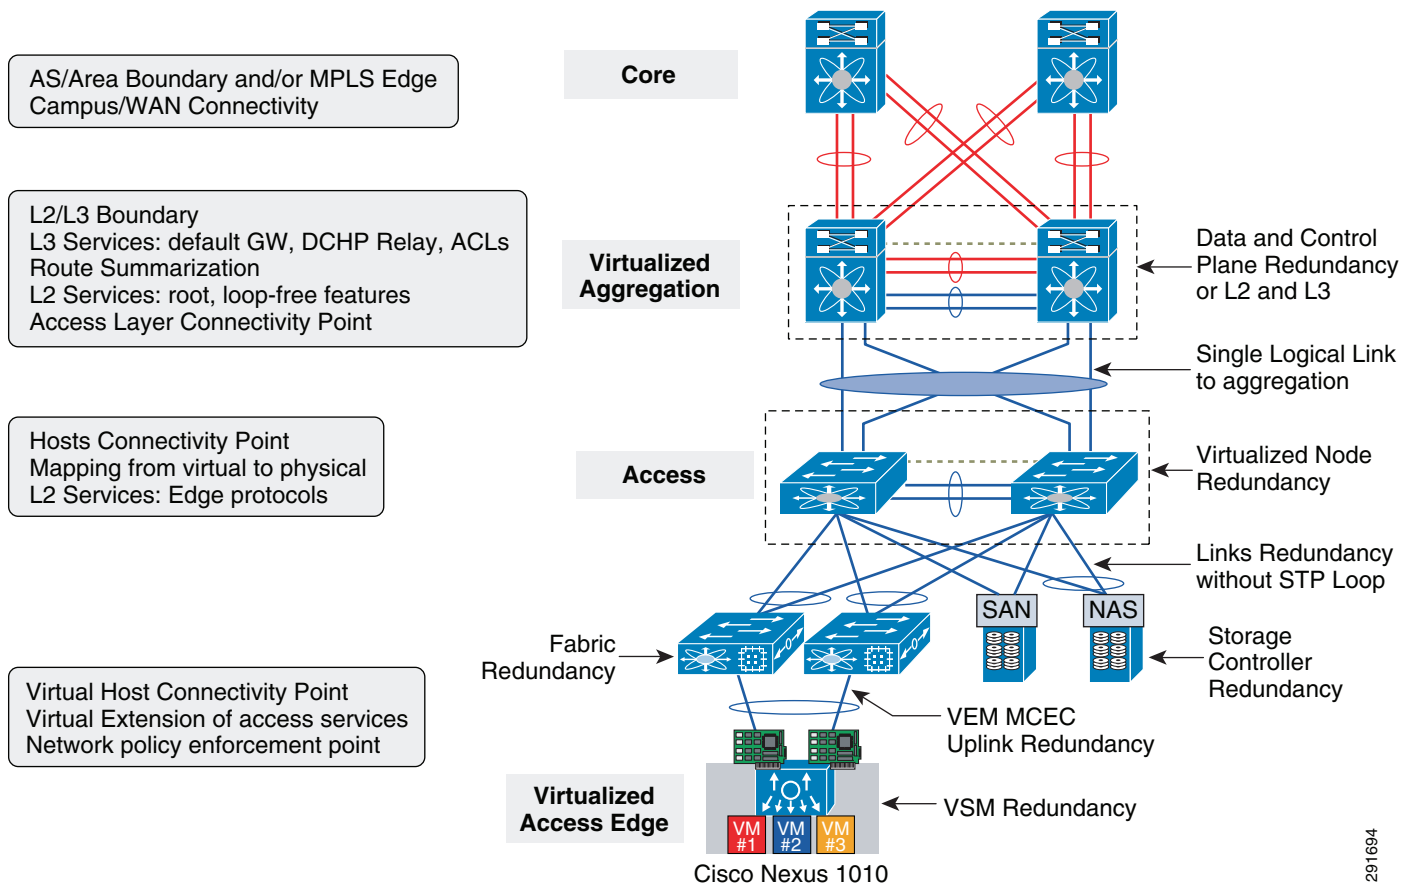 AS/Area Boundary and/or MPLS Edge
Campus/WAN Connectivity
Core
L2/L3 Boundary
L3 Services: default GW, DCHP Relay, ACLs
Route Summarization
L2 Services: root, loop-free features
Access Layer Connectivity Point
Virtualized
Aggregation
Data and Control
Plane Redundancy
or L2 and L3
Single Logical Link
to aggregation
Hosts Connectivity Point
Mapping from virtual to physical
L2 Services: Edge protocols
Access
Virtualized Node
Redundancy
Links Redundancy
without STP Loop
SAN
NAS
Fabric
Redundancy
Storage
Controller
Redundancy
Virtual Host Connectivity Point
Virtual Extension of access services
Network policy enforcement point
VEM MCEC
Uplink Redundancy
Virtualized
Access Edge
VSM Redundancy
VM
#1
VM
#2
VM
#3
Cisco Nexus 1010
291694